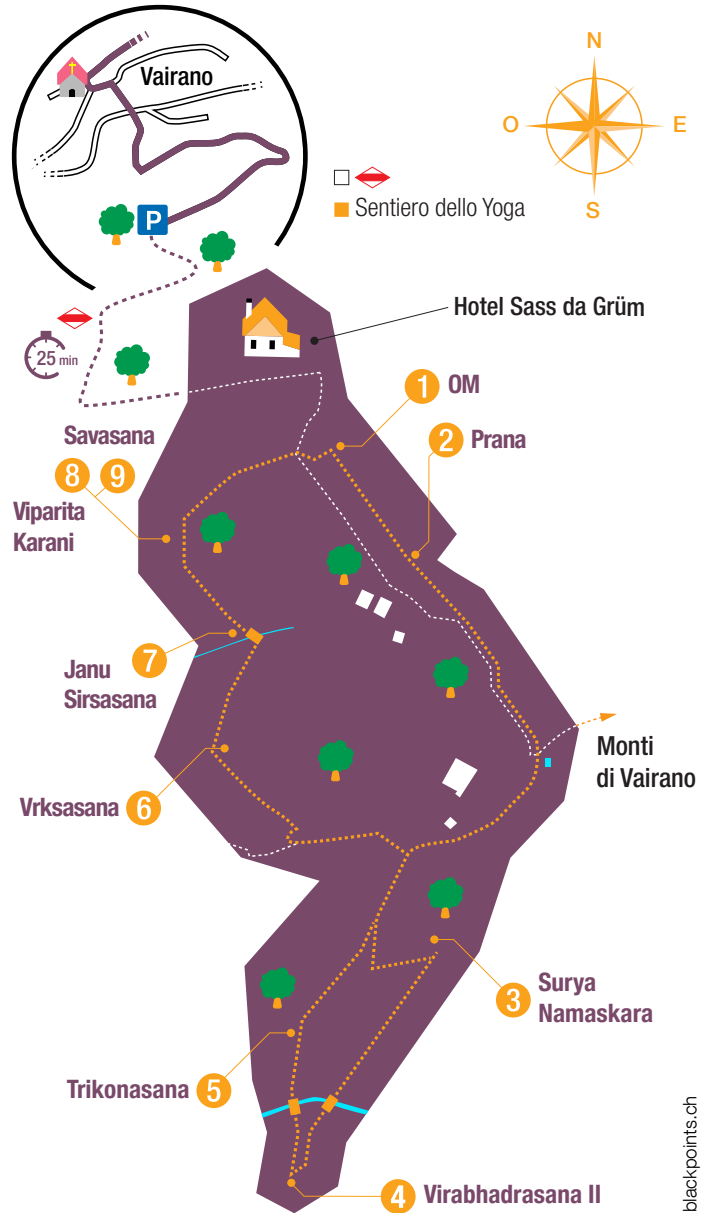 Vairano
P
N
O
E
S
Sentiero dello Yoga
25 min
Hotel Sass da Grüm
1 OM
2 Prana
Savasana
8 9
Viparita
Karani
7
Janu
Sirsasana
Monti
di Vairano
Vrksasana 6
3 Surya
Namaskara
Trikonasana 5
4 Virabhadrasana II
blackpoints.ch